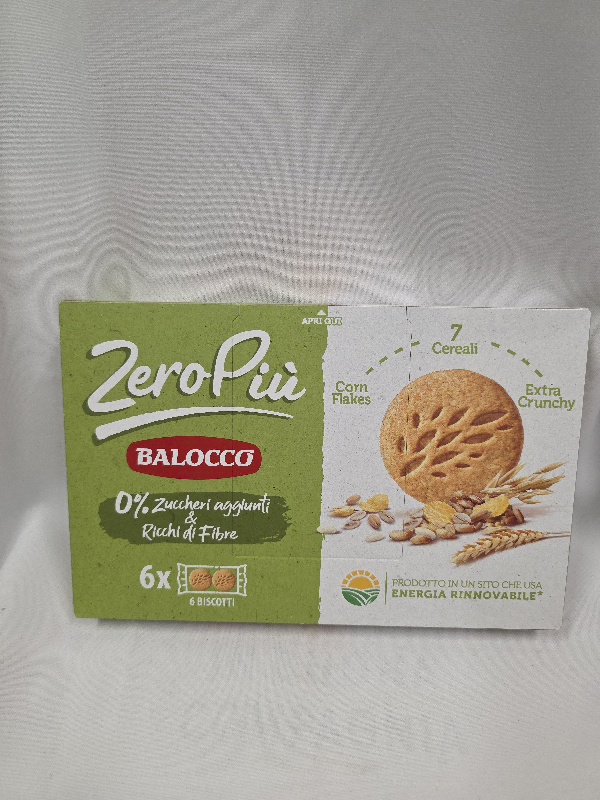 APRI QUI
ZeroPiù
BALOCCO
0% Zuccheri aggiunti
&
Ricchi di Fibre
6x
6 BISCOTTI
7
Cereali
Corn
Flakes
Extra
Crunchy
PRODOTTO IN UN SITO CHE USA
ENERGIA RINNOVABILE*